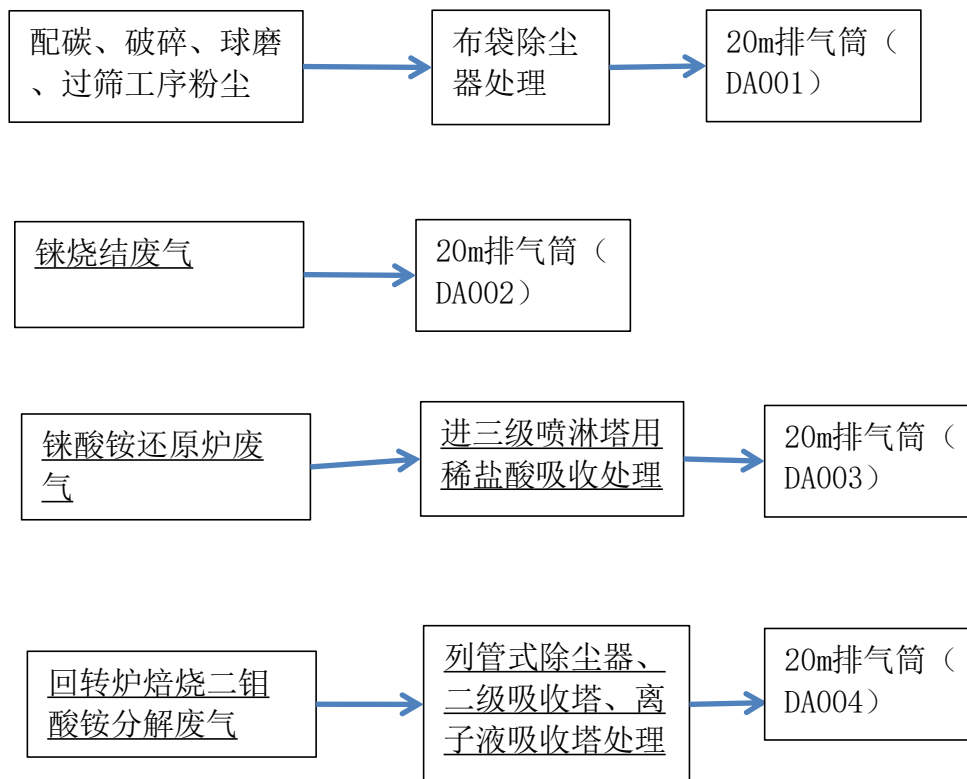 配碳、破碎、球磨
、过筛工序粉尘
布袋除尘
器处理
20m排气筒（
DA001）
铼烧结废气
20m排气筒（
DA002）
铼酸铵还原炉废
气
进三级喷淋塔用
稀盐酸吸收处理
20m排气筒（
DA003）
回转炉焙烧二钼
酸铵分解废气
列管式除尘器、
二级吸收塔、离
子液吸收塔处理
20m排气筒（
DA004）